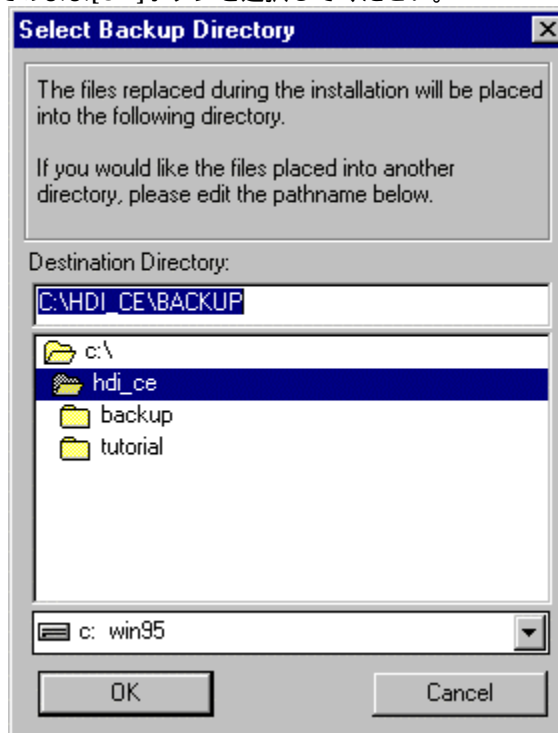 Select Backup Directory
The files replaced during the installation will be placed
into the following directory.
If you would like the files placed into another
directory, please edit the pathname below.
Destination Directory:
C:\HDI_CE\BACKUP
c:\
hdi_ce
backup
tutorial
c: win95
OK
Cancel